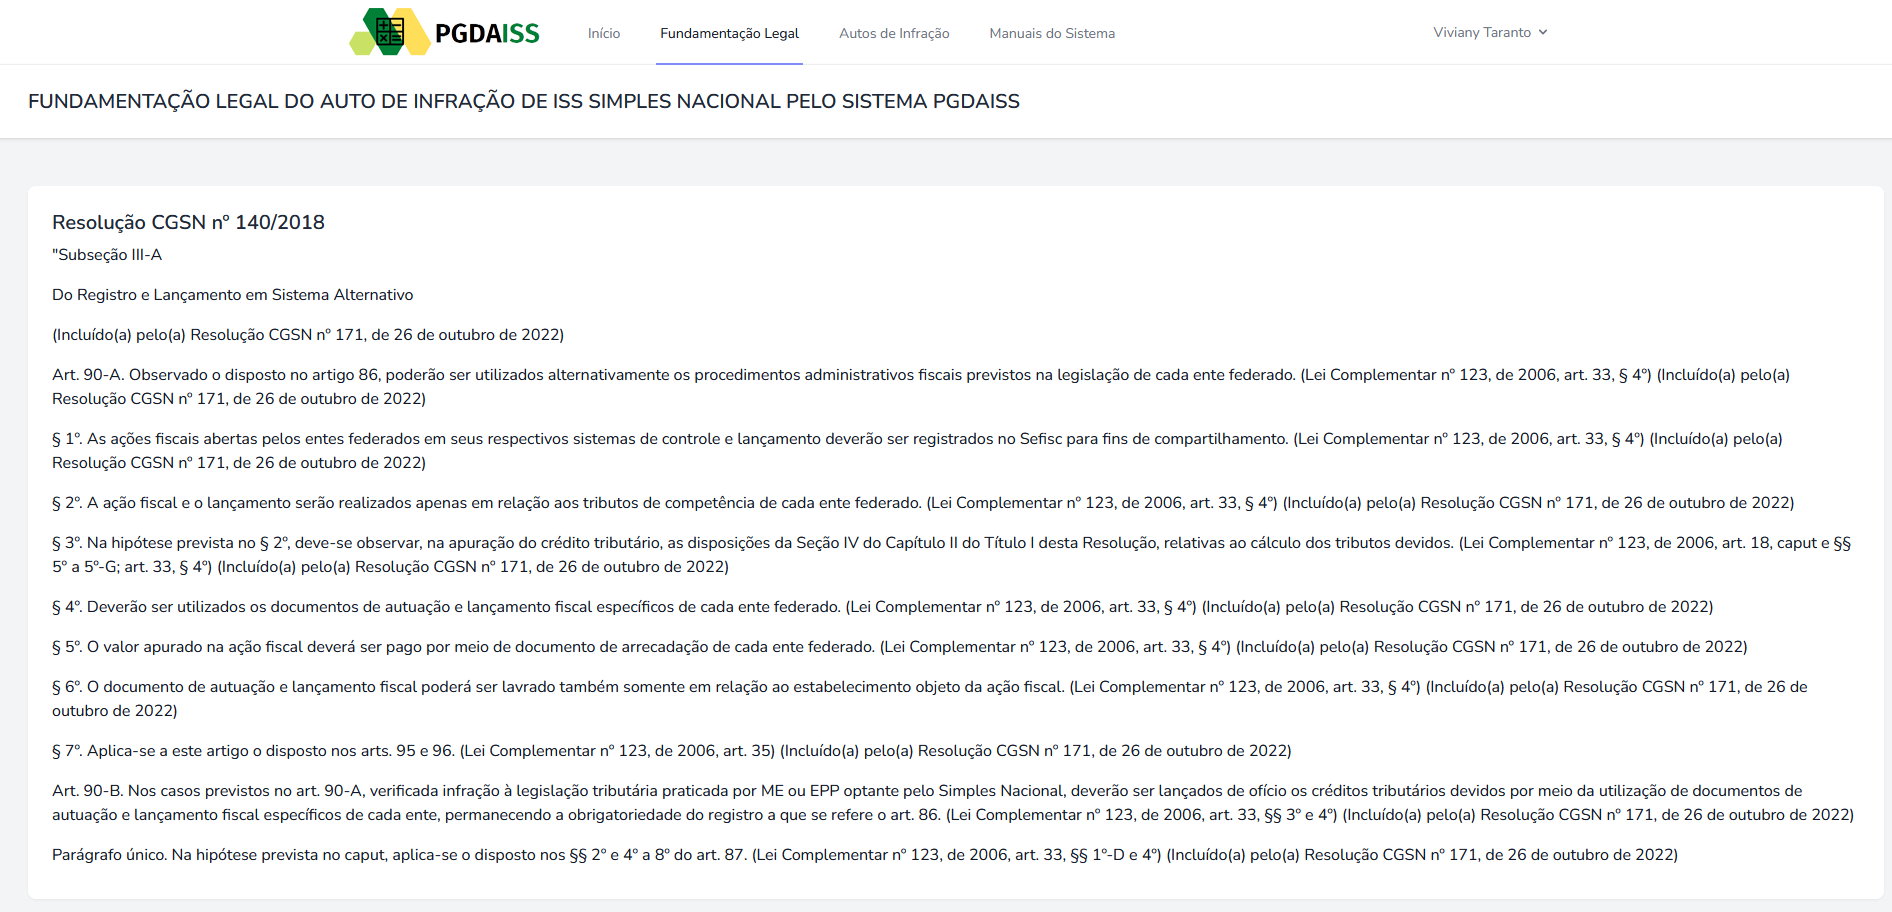 PGDAISS
Início
Fundamentação Legal
Autos de Infração
Manuais do Sistema
Viviany Taranto
FUNDAMENTAÇÃO LEGAL DO AUTO DE INFRAÇÃO DE ISS SIMPLES NACIONAL PELO SISTEMA PGDAISS
Resolução CGSN nº 140/2018
"Subseção III-A
Do Registro e Lançamento em Sistema Alternativo
(Incluído(a) pelo(a) Resolução CGSN nº 171, de 26 de outubro de 2022)
Art. 90-A. Observado o disposto no artigo 86, poderão ser utilizados alternativamente os procedimentos administrativos fiscais previstos na legislação de cada ente federado. (Lei Complementar nº 123, de 2006, art. 33, § 4º) (Incluído(a) pelo(a)
Resolução CGSN nº 171, de 26 de outubro de 2022)
§ 1º. As ações fiscais abertas pelos entes federados em seus respectivos sistemas de controle e lançamento deverão ser registrados no Sefisc para fins de compartilhamento. (Lei Complementar nº 123, de 2006, art. 33, § 4º) (Incluído(a) pelo(a)
Resolução CGSN nº 171, de 26 de outubro de 2022)
§ 2º. A ação fiscal e o lançamento serão realizados apenas em relação aos tributos de competência de cada ente federado. (Lei Complementar nº 123, de 2006, art. 33, § 4º) (Incluído(a) pelo(a) Resolução CGSN nº 171, de 26 de outubro de 2022)
§ 3º. Na hipótese prevista no § 2º, deve-se observar, na apuração do crédito tributário, as disposições da Seção IV do Capítulo II do Título I desta Resolução, relativas ao cálculo dos tributos devidos. (Lei Complementar nº 123, de 2006, art. 18, caput e §§
5º a 5º-G; art. 33, § 4º) (Incluído(a) pelo(a) Resolução CGSN nº 171, de 26 de outubro de 2022)
§ 4º. Deverão ser utilizados os documentos de autuação e lançamento fiscal específicos de cada ente federado. (Lei Complementar nº 123, de 2006, art. 33, § 4º) (Incluído(a) pelo(a) Resolução CGSN nº 171, de 26 de outubro de 2022)
§ 5º. O valor apurado na ação fiscal deverá ser pago por meio de documento de arrecadação de cada ente federado. (Lei Complementar nº 123, de 2006, art. 33, § 4º) (Incluído(a) pelo(a) Resolução CGSN nº 171, de 26 de outubro de 2022)
§ 6º. O documento de autuação e lançamento fiscal poderá ser lavrado também somente em relação ao estabelecimento objeto da ação fiscal. (Lei Complementar nº 123, de 2006, art. 33, § 4º) (Incluído(a) pelo(a) Resolução CGSN nº 171, de 26 de
outubro de 2022)
§ 7º. Aplica-se a este artigo o disposto nos arts. 95 e 96. (Lei Complementar nº 123, de 2006, art. 35) (Incluído(a) pelo(a) Resolução CGSN nº 171, de 26 de outubro de 2022)
Art. 90-B. Nos casos previstos no art. 90-A, verificada infração à legislação tributária praticada por ME ou EPP optante pelo Simples Nacional, deverão ser lançados de ofício os créditos tributários devidos por meio da utilização de documentos de
autuação e lançamento fiscal específicos de cada ente, permanecendo a obrigatoriedade do registro a que se refere o art. 86. (Lei Complementar nº 123, de 2006, art. 33, §§ 3º e 4º) (Incluído(a) pelo(a) Resolução CGSN nº 171, de 26 de outubro de 2022)
Parágrafo único. Na hipótese prevista no caput, aplica-se o disposto nos §§ 2º e 4º a 8º do art. 87. (Lei Complementar nº 123, de 2006, art. 33, §§ 1º-D e 4º) (Incluído(a) pelo(a) Resolução CGSN nº 171, de 26 de outubro de 2022)